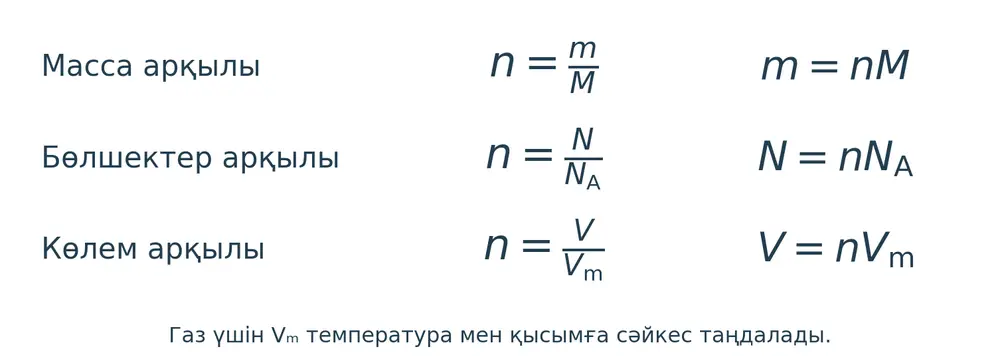 Масса арқылы n = m/M m = nM
Бөлшектер арқылы n = N/N_A N = nN_A
Көлем арқылы n = V/V_m V = nV_m
Газ үшін Vₘ температура мен қысымға сәйкес таңдалады.